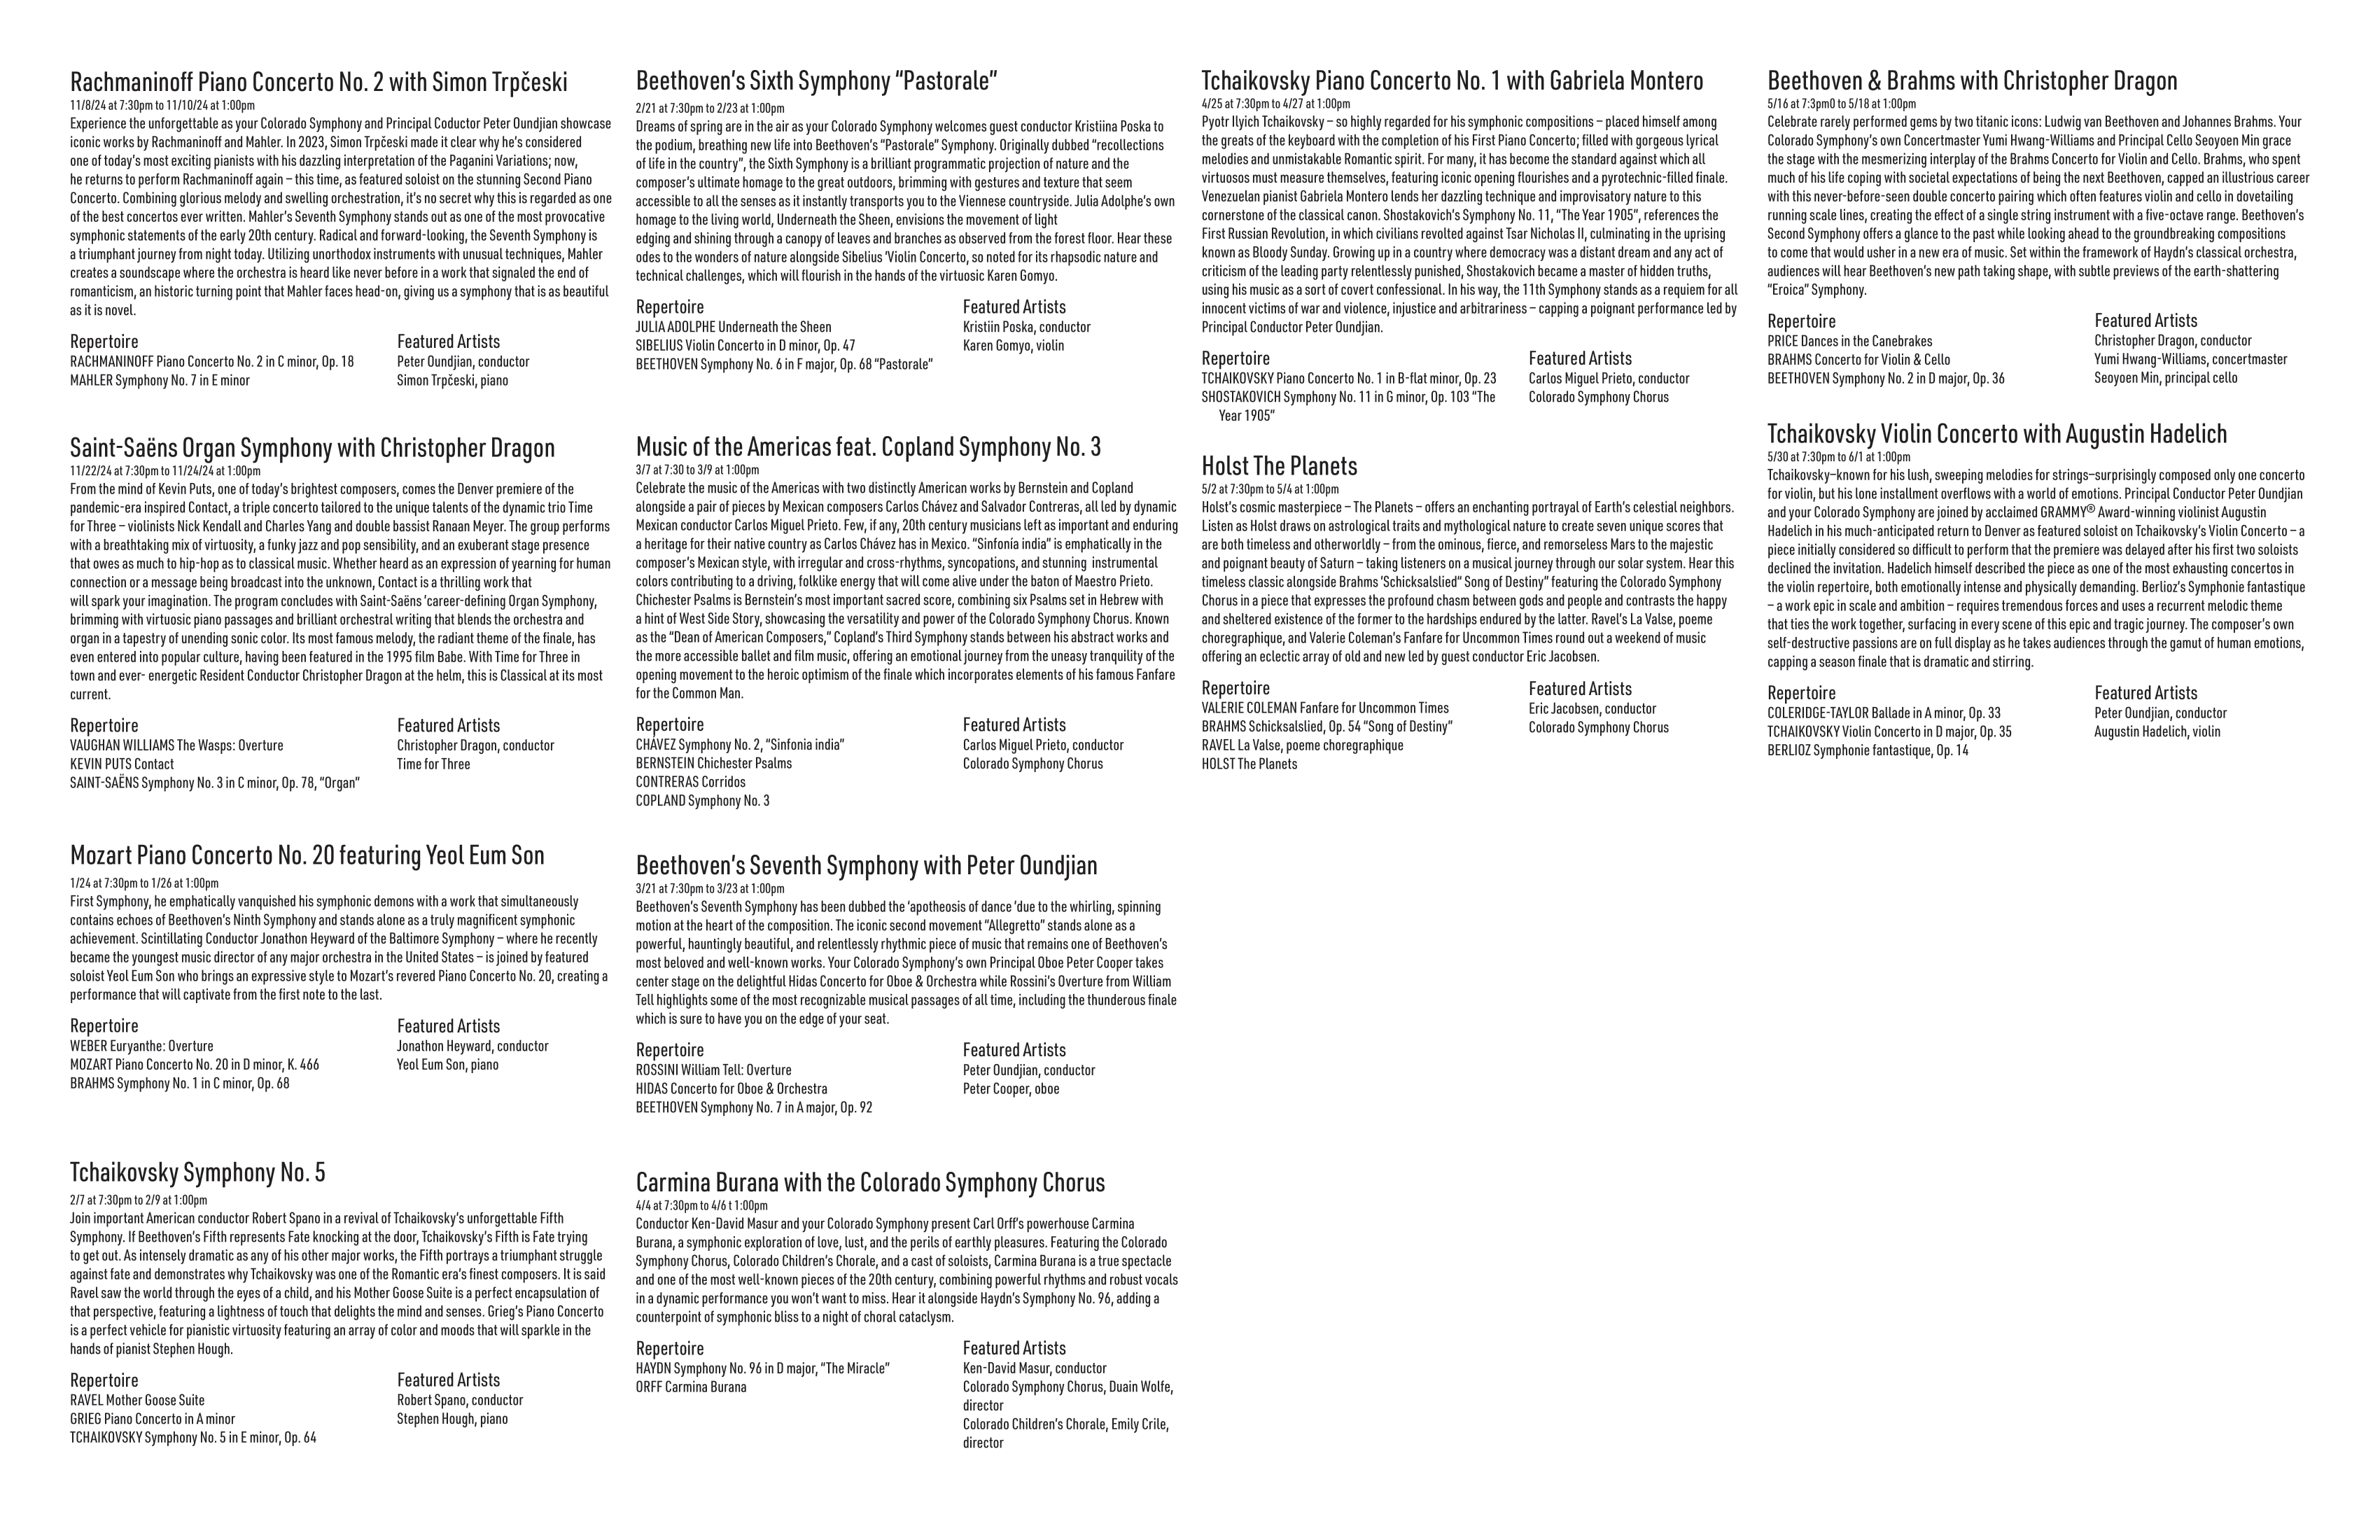 Rachmaninoff Piano Concerto No. 2 with Simon Trpčeski
11/8/24 at 7:30pm to 11/10/24 at 1:00pm
Experience the unforgettable as your Colorado Symphony and Principal Coductor Peter Oundjian showcase
iconic works by Rachmaninoff and Mahler. In 2023, Simon Trpčeski made it clear why he's considered
one of today's most exciting pianists with his dazzling interpretation of the Paganini Variations; now,
he returns to perform Rachmaninoff again – this time, as featured soloist on the stunning Second Piano
Concerto. Combining glorious melody and swelling orchestration, it's no secret why this is regarded as one
of the best concertos ever written. Mahler's Seventh Symphony stands out as one of the most provocative
symphonic statements of the early 20th century. Radical and forward-looking, the Seventh Symphony is
a triumphant journey from night today. Utilizing unorthodox instruments with unusual techniques, Mahler
creates a soundscape where the orchestra is heard like never before in a work that signaled the end of
romanticism, an historic turning point that Mahler faces head-on, giving us a symphony that is as beautiful
as it is novel.
Repertoire
RACHMANINOFF Piano Concerto No. 2 in C minor, Op. 18
MAHLER Symphony No. 7 in E minor
Featured Artists
Peter Oundjian, conductor
Simon Trpčeski, piano
Saint-Saëns Organ Symphony with Christopher Dragon
11/22/24 at 7:30pm to 11/24/24 at 1:00pm
From the mind of Kevin Puts, one of today's brightest composers, comes the Denver premiere of the
pandemic-era inspired Contact, a triple concerto tailored to the unique talents of the dynamic trio Time
for Three – violinists Nick Kendall and Charles Yang and double bassist Ranaan Meyer. The group performs
with a breathtaking mix of virtuosity, a funky jazz and pop sensibility, and an exuberant stage presence
that owes as much to hip-hop as to classical music. Whether heard as an expression of yearning for human
connection or a message being broadcast into the unknown, Contact is a thrilling work that
will spark your imagination. The program concludes with Saint-Saëns 'career-defining Organ Symphony,
brimming with virtuosic piano passages and brilliant orchestral writing that blends the orchestra and
organ in a tapestry of unending sonic color. Its most famous melody, the radiant theme of the finale, has
even entered into popular culture, having been featured in the 1995 film Babe. With Time for Three in
town and ever- energetic Resident Conductor Christopher Dragon at the helm, this is Classical at its most
current.
Repertoire
VAUGHAN WILLIAMS The Wasps: Overture
KEVIN PUTS Contact
SAINT-SAËNS Symphony No. 3 in C minor, Op. 78, "Organ"
Featured Artists
Christopher Dragon, conductor
Time for Three
Mozart Piano Concerto No. 20 featuring Yeol Eum Son
1/24 at 7:30pm to 1/26 at 1:00pm
First Symphony, he emphatically vanquished his symphonic demons with a work that simultaneously
contains echoes of Beethoven's Ninth Symphony and stands alone as a truly magnificent symphonic
achievement. Scintillating Conductor Jonathon Heyward of the Baltimore Symphony – where he recently
became the youngest music director of any major orchestra in the United States – is joined by featured
soloist Yeol Eum Son who brings an expressive style to Mozart's revered Piano Concerto No. 20, creating a
performance that will captivate from the first note to the last.
Repertoire
WEBER Euryanthe: Overture
MOZART Piano Concerto No. 20 in D minor, K. 466
BRAHMS Symphony No. 1 in C minor, Op. 68
Featured Artists
Jonathon Heyward, conductor
Yeol Eum Son, piano
Tchaikovsky Symphony No. 5
2/7 at 7:30pm to 2/9 at 1:00pm
Join important American conductor Robert Spano in a revival of Tchaikovsky's unforgettable Fifth
Symphony. If Beethoven's Fifth represents Fate knocking at the door, Tchaikovsky's Fifth is Fate trying
to get out. As intensely dramatic as any of his other major works, the Fifth portrays a triumphant struggle
against fate and demonstrates why Tchaikovsky was one of the Romantic era's finest composers. It is said
Ravel saw the world through the eyes of a child, and his Mother Goose Suite is a perfect encapsulation of
that perspective, featuring a lightness of touch that delights the mind and senses. Grieg's Piano Concerto
is a perfect vehicle for pianistic virtuosity featuring an array of color and moods that will sparkle in the
hands of pianist Stephen Hough.
Repertoire
RAVEL Mother Goose Suite
GRIEG Piano Concerto in A minor
TCHAIKOVSKY Symphony No. 5 in E minor, Op. 64
Featured Artists
Robert Spano, conductor
Stephen Hough, piano
Beethoven's Sixth Symphony "Pastorale"
2/21 at 7:30pm to 2/23 at 1:00pm
Dreams of spring are in the air as your Colorado Symphony welcomes guest conductor Kristiina Poska to
the podium, breathing new life into Beethoven's "Pastorale" Symphony. Originally dubbed "recollections
of life in the country", the Sixth Symphony is a brilliant programmatic projection of nature and the
composer's ultimate homage to the great outdoors, brimming with gestures and texture that seem
accessible to all the senses as it instantly transports you to the Viennese countryside. Julia Adolphe's own
homage to the living world, Underneath the Sheen, envisions the movement of light
edging and shining through a canopy of leaves and branches as observed from the forest floor. Hear these
odes to the wonders of nature alongside Sibelius 'Violin Concerto, so noted for its rhapsodic nature and
technical challenges, which will flourish in the hands of the virtuosic Karen Gomyo.
Repertoire
JULIA ADOLPHE Underneath the Sheen
SIBELIUS Violin Concerto in D minor, Op. 47
BEETHOVEN Symphony No. 6 in F major, Op. 68 "Pastorale"
Featured Artists
Kristiin Poska, conductor
Karen Gomyo, violin
Music of the Americas feat. Copland Symphony No. 3
3/7 at 7:30 to 3/9 at 1:00pm
Celebrate the music of the Americas with two distinctly American works by Bernstein and Copland
alongside a pair of pieces by Mexican composers Carlos Chávez and Salvador Contreras, all led by dynamic
Mexican conductor Carlos Miguel Prieto. Few, if any, 20th century musicians left as important and enduring
a heritage for their native country as Carlos Chávez has in Mexico. "Sinfonía india" is emphatically in the
composer's Mexican style, with irregular and cross-rhythms, syncopations, and stunning instrumental
colors contributing to a driving, folklike energy that will come alive under the baton of Maestro Prieto.
Chichester Psalms is Bernstein's most important sacred score, combining six Psalms set in Hebrew with
a hint of West Side Story, showcasing the versatility and power of the Colorado Symphony Chorus. Known
as the "Dean of American Composers," Copland's Third Symphony stands between his abstract works and
the more accessible ballet and film music, offering an emotional journey from the uneasy tranquility of the
opening movement to the heroic optimism of the finale which incorporates elements of his famous Fanfare
for the Common Man.
Repertoire
CHÁVEZ Symphony No. 2, "Sinfonia india"
BERNSTEIN Chichester Psalms
CONTRERAS Corridos
COPLAND Symphony No. 3
Featured Artists
Carlos Miguel Prieto, conductor
Colorado Symphony Chorus
Beethoven's Seventh Symphony with Peter Oundjian
3/21 at 7:30pm to 3/23 at 1:00pm
Beethoven's Seventh Symphony has been dubbed the 'apotheosis of dance 'due to the whirling, spinning
motion at the heart of the composition. The iconic second movement "Allegretto" stands alone as a
powerful, hauntingly beautiful, and relentlessly rhythmic piece of music that remains one of Beethoven's
most beloved and well-known works. Your Colorado Symphony's own Principal Oboe Peter Cooper takes
center stage on the delightful Hidas Concerto for Oboe & Orchestra while Rossini's Overture from William
Tell highlights some of the most recognizable musical passages of all time, including the thunderous finale
which is sure to have you on the edge of your seat.
Repertoire
ROSSINI William Tell: Overture
HIDAS Concerto for Oboe & Orchestra
BEETHOVEN Symphony No. 7 in A major, Op. 92
Featured Artists
Peter Oundjian, conductor
Peter Cooper, oboe
Carmina Burana with the Colorado Symphony Chorus
4/4 at 7:30pm to 4/6 t 1:00pm
Conductor Ken-David Masur and your Colorado Symphony present Carl Orff's powerhouse Carmina
Burana, a symphonic exploration of love, lust, and the perils of earthly pleasures. Featuring the Colorado
Symphony Chorus, Colorado Children's Chorale, and a cast of soloists, Carmina Burana is a true spectacle
and one of the most well-known pieces of the 20th century, combining powerful rhythms and robust vocals
in a dynamic performance you won't want to miss. Hear it alongside Haydn's Symphony No. 96, adding a
counterpoint of symphonic bliss to a night of choral cataclysm.
Repertoire
HAYDN Symphony No. 96 in D major, "The Miracle"
ORFF Carmina Burana
Featured Artists
Ken-David Masur, conductor
Colorado Symphony Chorus, Duain Wolfe,
director
Colorado Children's Chorale, Emily Crile,
director
Tchaikovsky Piano Concerto No. 1 with Gabriela Montero
4/25 at 7:30pm to 4/27 at 1:00pm
Pyotr Ilyich Tchaikovsky – so highly regarded for his symphonic compositions – placed himself among
the greats of the keyboard with the completion of his First Piano Concerto; filled with gorgeous lyrical
melodies and unmistakable Romantic spirit. For many, it has become the standard against which all
virtuosos must measure themselves, featuring iconic opening flourishes and a pyrotechnic-filled finale.
Venezuelan pianist Gabriela Montero lends her dazzling technique and improvisatory nature to this
cornerstone of the classical canon. Shostakovich's Symphony No. 11, "The Year 1905", references the
First Russian Revolution, in which civilians revolted against Tsar Nicholas II, culminating in the uprising
known as Bloody Sunday. Growing up in a country where democracy was a distant dream and any act of
criticism of the leading party relentlessly punished, Shostakovich became a master of hidden truths,
using his music as a sort of covert confessional. In his way, the 11th Symphony stands as a requiem for all
innocent victims of war and violence, injustice and arbitrariness – capping a poignant performance led by
Principal Conductor Peter Oundjian.
Repertoire
TCHAIKOVSKY Piano Concerto No. 1 in B-flat minor, Op. 23
SHOSTAKOVICH Symphony No. 11 in G minor, Op. 103 "The
Year 1905"
Featured Artists
Carlos Miguel Prieto, conductor
Colorado Symphony Chorus
Holst The Planets
5/2 at 7:30pm to 5/4 at 1:00pm
Holst's cosmic masterpiece – The Planets – offers an enchanting portrayal of Earth's celestial neighbors.
Listen as Holst draws on astrological traits and mythological nature to create seven unique scores that
are both timeless and otherworldly – from the ominous, fierce, and remorseless Mars to the majestic
and poignant beauty of Saturn – taking listeners on a musical journey through our solar system. Hear this
timeless classic alongside Brahms 'Schicksalslied" Song of Destiny" featuring the Colorado Symphony
Chorus in a piece that expresses the profound chasm between gods and people and contrasts the happy
and sheltered existence of the former to the hardships endured by the latter. Ravel's La Valse, poeme
choregraphique, and Valerie Coleman's Fanfare for Uncommon Times round out a weekend of music
offering an eclectic array of old and new led by guest conductor Eric Jacobsen.
Repertoire
VALERIE COLEMAN Fanfare for Uncommon Times
BRAHMS Schicksalslied, Op. 54 "Song of Destiny"
RAVEL La Valse, poeme choregraphique
HOLST The Planets
Featured Artists
Eric Jacobsen, conductor
Colorado Symphony Chorus
Beethoven & Brahms with Christopher Dragon
5/16 at 7:3pm0 to 5/18 at 1:00pm
Celebrate rarely performed gems by two titanic icons: Ludwig van Beethoven and Johannes Brahms. Your
Colorado Symphony's own Concertmaster Yumi Hwang-Williams and Principal Cello Seoyoen Min grace
the stage with the mesmerizing interplay of the Brahms Concerto for Violin and Cello. Brahms, who spent
much of his life coping with societal expectations of being the next Beethoven, capped an illustrious career
with this never-before-seen double concerto pairing which often features violin and cello in dovetailing
running scale lines, creating the effect of a single string instrument with a five-octave range. Beethoven's
Second Symphony offers a glance to the past while looking ahead to the groundbreaking compositions
to come that would usher in a new era of music. Set within the framework of Haydn's classical orchestra,
audiences will hear Beethoven's new path taking shape, with subtle previews of the earth-shattering
"Eroica" Symphony.
Repertoire
PRICE Dances in the Canebrakes
BRAHMS Concerto for Violin & Cello
BEETHOVEN Symphony No. 2 in D major, Op. 36
Featured Artists
Christopher Dragon, conductor
Yumi Hwang-Williams, concertmaster
Seoyoen Min, principal cello
Tchaikovsky Violin Concerto with Augustin Hadelich
5/30 at 7:30pm to 6/1 at 1:00pm
Tchaikovsky–known for his lush, sweeping melodies for strings–surprisingly composed only one concerto
for violin, but his lone installment overflows with a world of emotions. Principal Conductor Peter Oundjian
and your Colorado Symphony are joined by acclaimed GRAMMY® Award-winning violinist Augustin
Hadelich in his much-anticipated return to Denver as featured soloist on Tchaikovsky's Violin Concerto – a
piece initially considered so difficult to perform that the premiere was delayed after his first two soloists
declined the invitation. Hadelich himself described the piece as one of the most exhausting concertos in
the violin repertoire, both emotionally intense and physically demanding. Berlioz's Symphonie fantastique
– a work epic in scale and ambition – requires tremendous forces and uses a recurrent melodic theme
that ties the work together, surfacing in every scene of this epic and tragic journey. The composer's own
self-destructive passions are on full display as he takes audiences through the gamut of human emotions,
capping a season finale that is dramatic and stirring.
Repertoire
COLERIDGE-TAYLOR Ballade in A minor, Op. 33
TCHAIKOVSKY Violin Concerto in D major, Op. 35
BERLIOZ Symphonie fantastique, Op. 14
Featured Artists
Peter Oundjian, conductor
Augustin Hadelich, violin